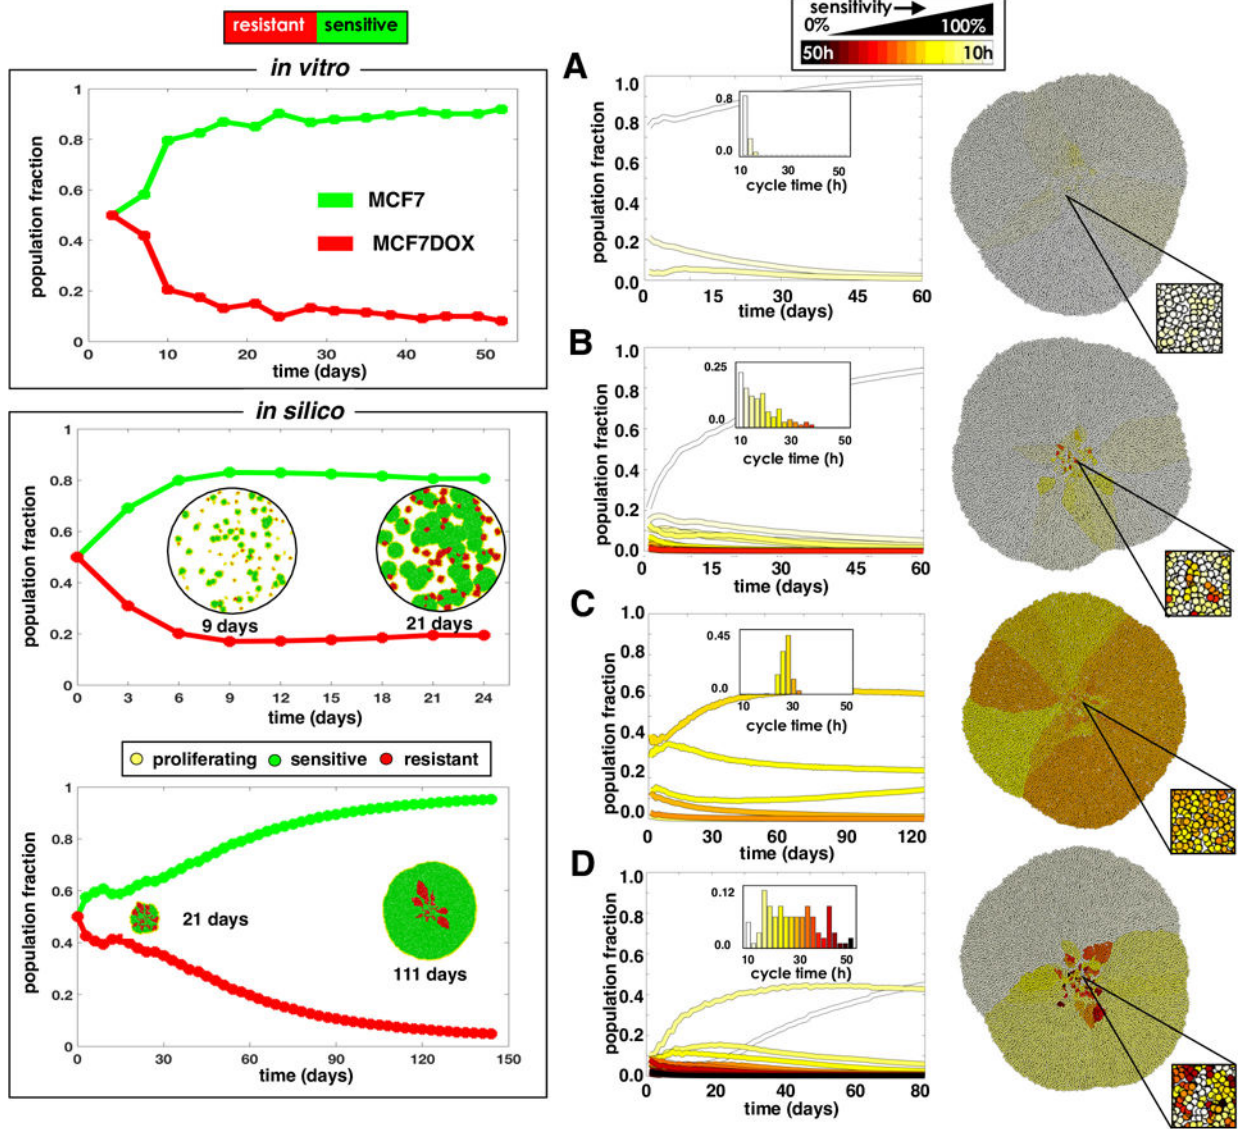 resistant sensitive
in vitro
1
0.8
0.6
0.4
0.2
0
population fraction
MCF7
MCF7DOX
0 10 20 30 40 50
time (days)
in silico
1
0.8
0.6
0.4
0.2
0
population fraction
9 days
21 days
0 3 6 9 12 15 18 21 24
time (days)
proliferating sensitive resistant
1
0.8
0.6
0.4
0.2
0
population fraction
21 days
111 days
0 30 60 90 120 150
time (days)
sensitivity
0% 100%
50h 10h
A
1.0
0.8
0.6
0.4
0.2
0.0
population fraction
0.8
0.0
10 30 50
cycle time (h)
0 15 30 45 60
time (days)
B
1.0
0.8
0.6
0.4
0.2
0.0
population fraction
0.25
0.0
10 30 50
cycle time (h)
0 15 30 45 60
time (days)
C
1.0
0.8
0.6
0.4
0.2
0.0
population fraction
0.45
0.0
10 30 50
cycle time (h)
0 30 60 90 120
time (days)
D
1.0
0.8
0.6
0.4
0.2
0.0
population fraction
0.12
0.0
10 30 50
cycle time (h)
0 20 40 60 80
time (days)